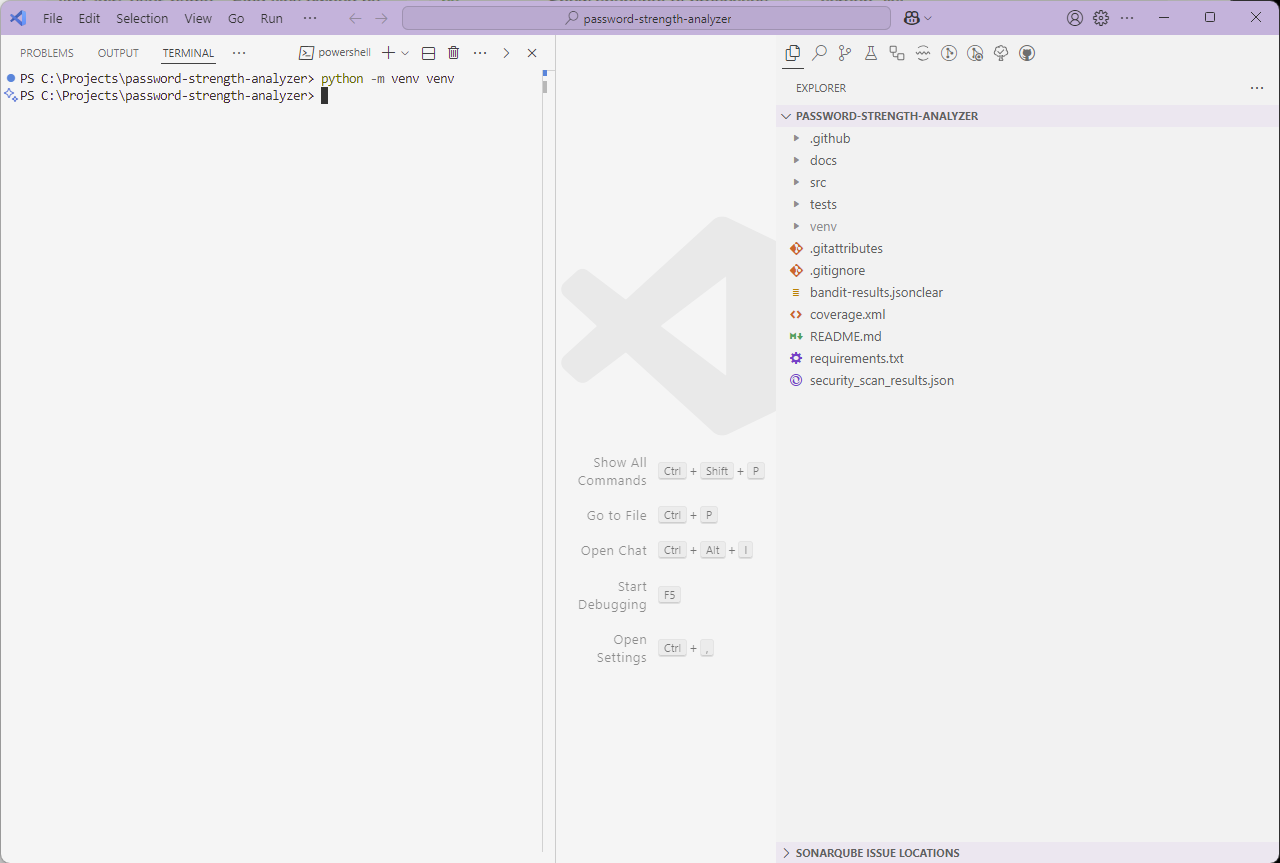 File Edit Selection View Go Run ··· password-strength-analyzer
PROBLEMS OUTPUT TERMINAL ··· powershell
PS C:\Projects\password-strength-analyzer> python -m venv venv
PS C:\Projects\password-strength-analyzer>
Show All
Commands Ctrl + Shift + P
Go to File Ctrl + P
Open Chat Ctrl + Alt + I
Start
Debugging F5
Open
Settings Ctrl + ,
EXPLORER
PASSWORD-STRENGTH-ANALYZER
.github
docs
src
tests
venv
.gitattributes
.gitignore
bandit-results.jsonclear
coverage.xml
README.md
requirements.txt
security_scan_results.json
SONARQUBE ISSUE LOCATIONS